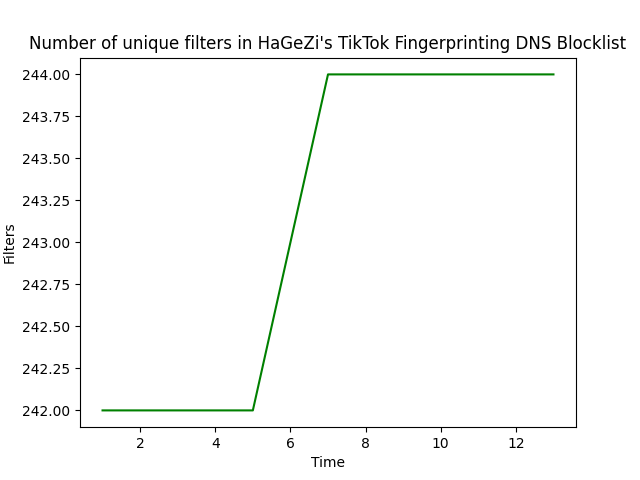 Number of unique filters in HaGeZi's TikTok Fingerprinting DNS Blocklist
244.00
243.75
243.50
243.25
243.00
242.75
242.50
242.25
242.00
Filters
2 4 6 8 10 12
Time